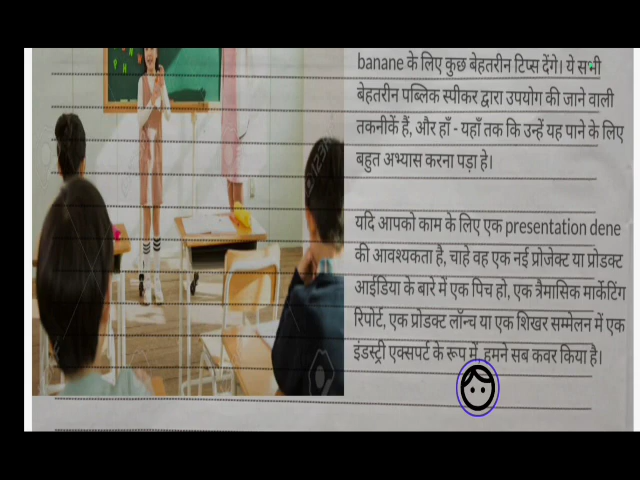 banane के लिए कुछ बेहतरीन टिप्स देंगे। ये सभी
बेहतरीन पब्लिक स्पीकर द्वारा उपयोग की जाने वाली
तकनीकें हैं, और हाँ - यहाँ तक कि उन्हें यह पाने के लिए
बहुत अभ्यास करना पड़ा हे।
यदि आपको काम के लिए एक presentation dene
की आवश्यकता है, चाहे वह एक नई प्रोजेक्ट या प्रोडक्ट
आईडिया के बारे में एक पिच हो, एक त्रैमासिक मार्केटिंग
रिपोर्ट, एक प्रोडक्ट लॉन्च या एक शिखर सम्मेलन में एक
इंडस्ट्री एक्सपर्ट के रूप में, हमने सब कवर किया है।